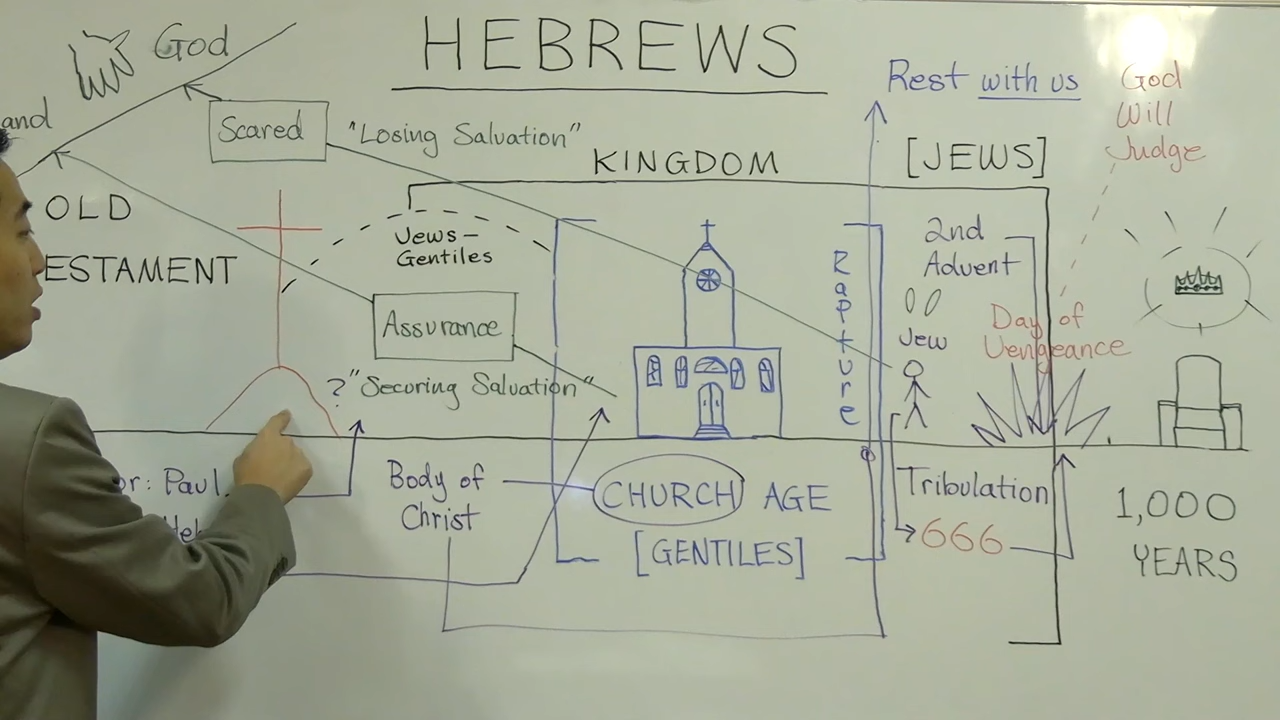 HEBREWS
God
and
Scared
"Losing Salvation"
KINGDOM
[JEWS]
Rest with us
God
Will
Judge
OLD
ESTAMENT
Jews-
Gentiles
Assurance
? "Securing Salvation"
Rapture
2nd
Advent
Jew
Day of
Vengeance
or: Paul
Body of
Christ
CHURCH AGE
[GENTILES]
Tribulation
666
1,000
YEARS